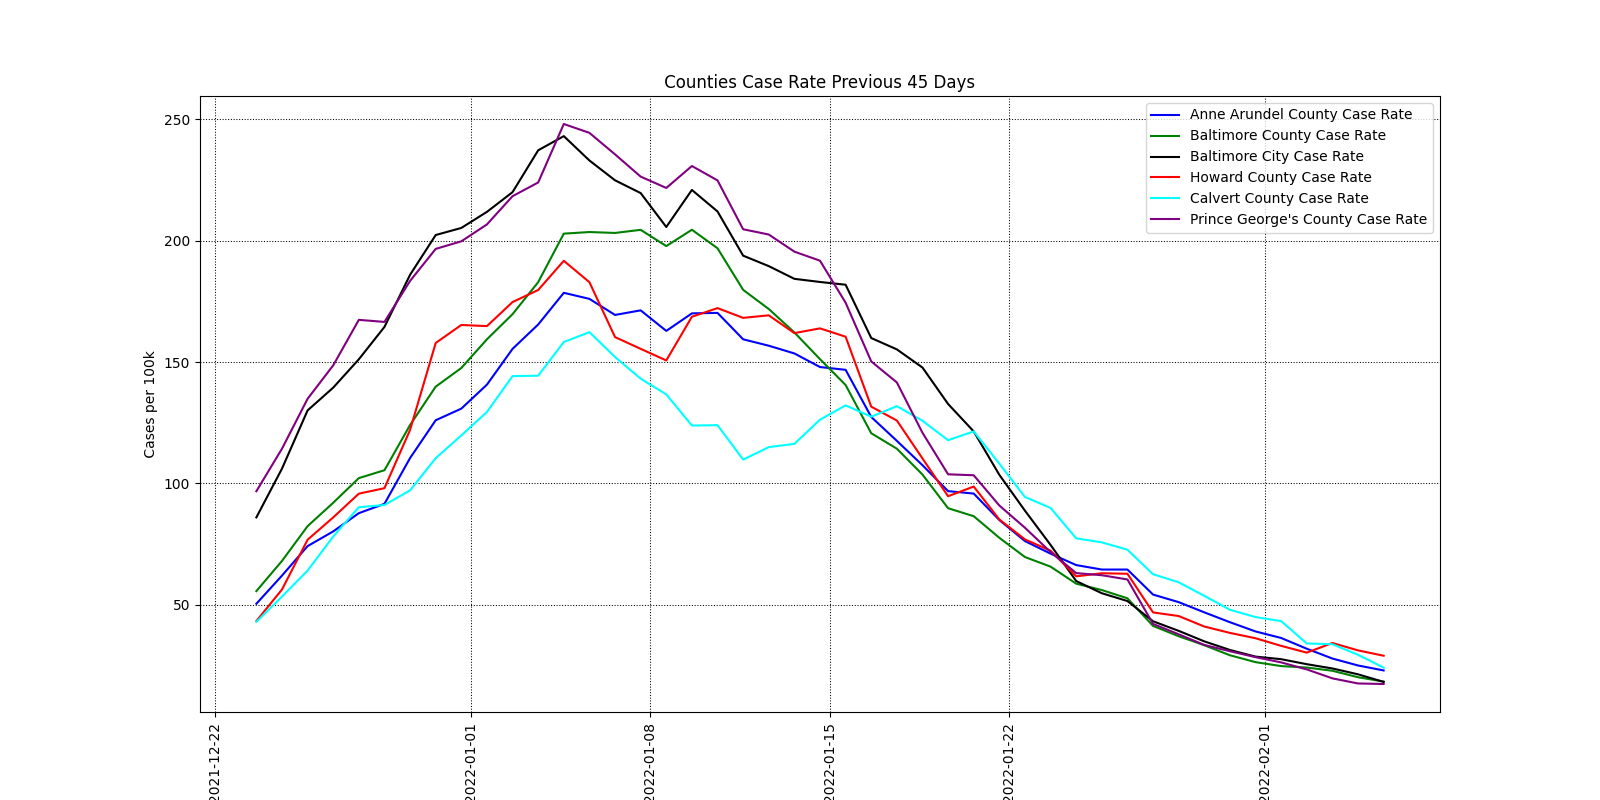 Counties Case Rate Previous 45 Days
Cases per 100k
250
200
150
100
50
Anne Arundel County Case Rate
Baltimore County Case Rate
Baltimore City Case Rate
Howard County Case Rate
Calvert County Case Rate
Prince George's County Case Rate
2021-12-22
2022-01-01
2022-01-08
2022-01-15
2022-01-22
2022-02-01